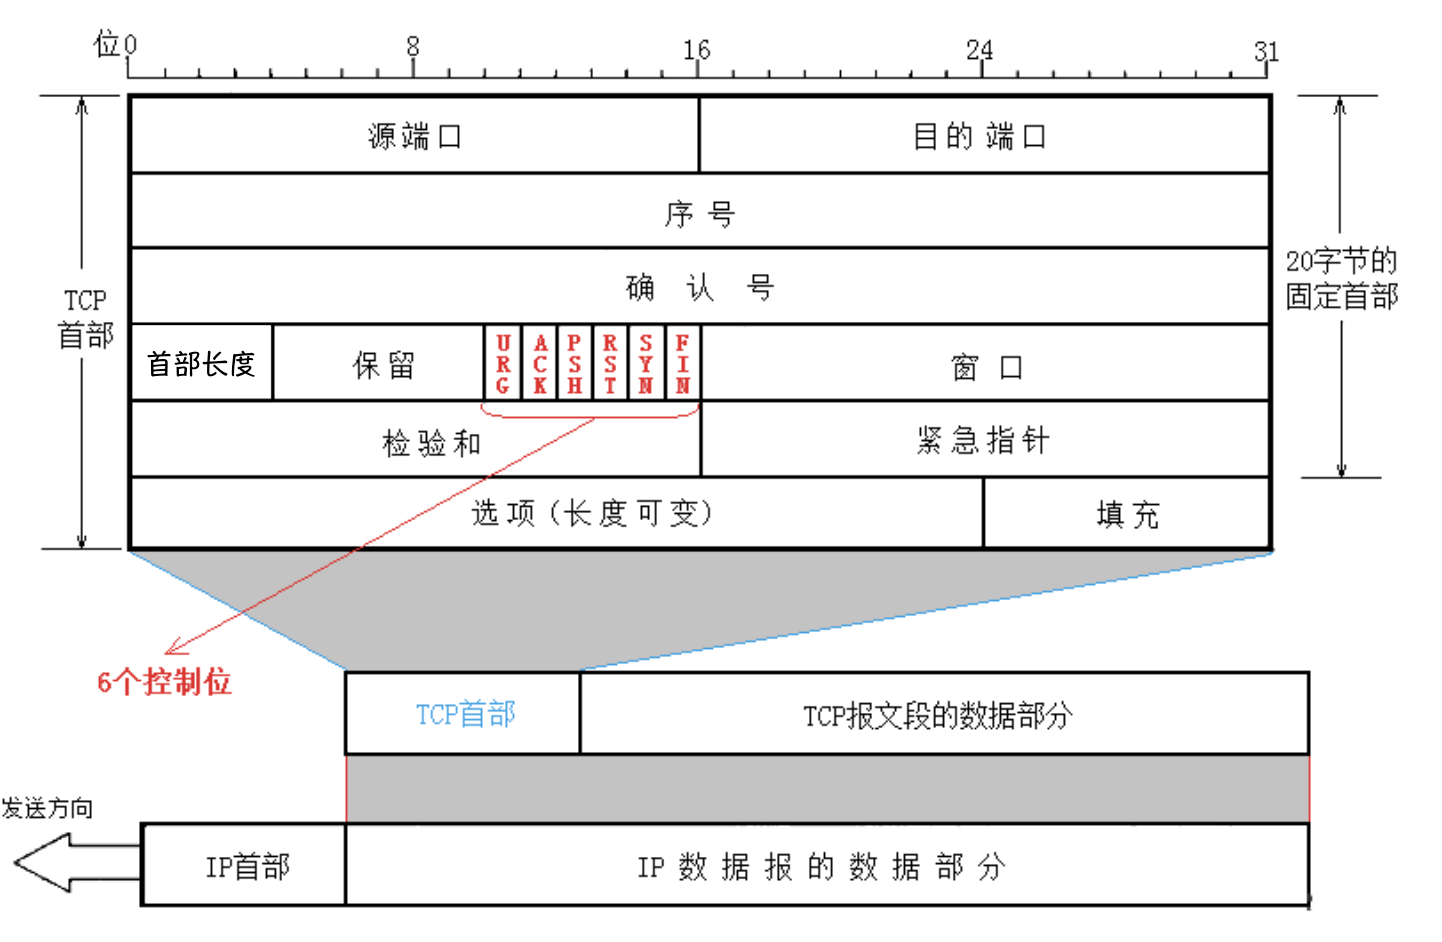 位0 8 16 24 31
源端口 目的端口
序号
确认号
TCP
首部
20字节的
固定首部
首部长度 保留 URG ACK PSH RST SYN FIN 窗口
检验和 紧急指针
选项(长度可变) 填充
6个控制位
TCP首部 TCP报文段的数据部分
发送方向
IP首部 IP数据报的数据部分